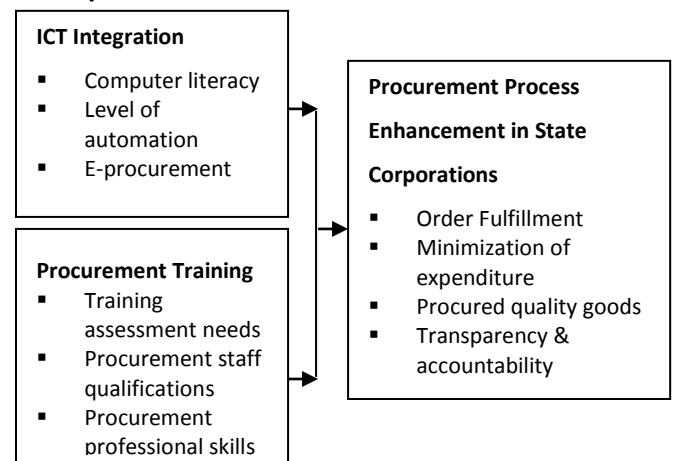 ICT Integration
▪ Computer literacy
▪ Level of
automation
▪ E-procurement
Procurement Training
▪ Training
assessment needs
▪ Procurement staff
qualifications
▪ Procurement
professional skills
Procurement Process
Enhancement in State
Corporations
▪ Order Fulfillment
▪ Minimization of
expenditure
▪ Procured quality goods
▪ Transparency &
accountability